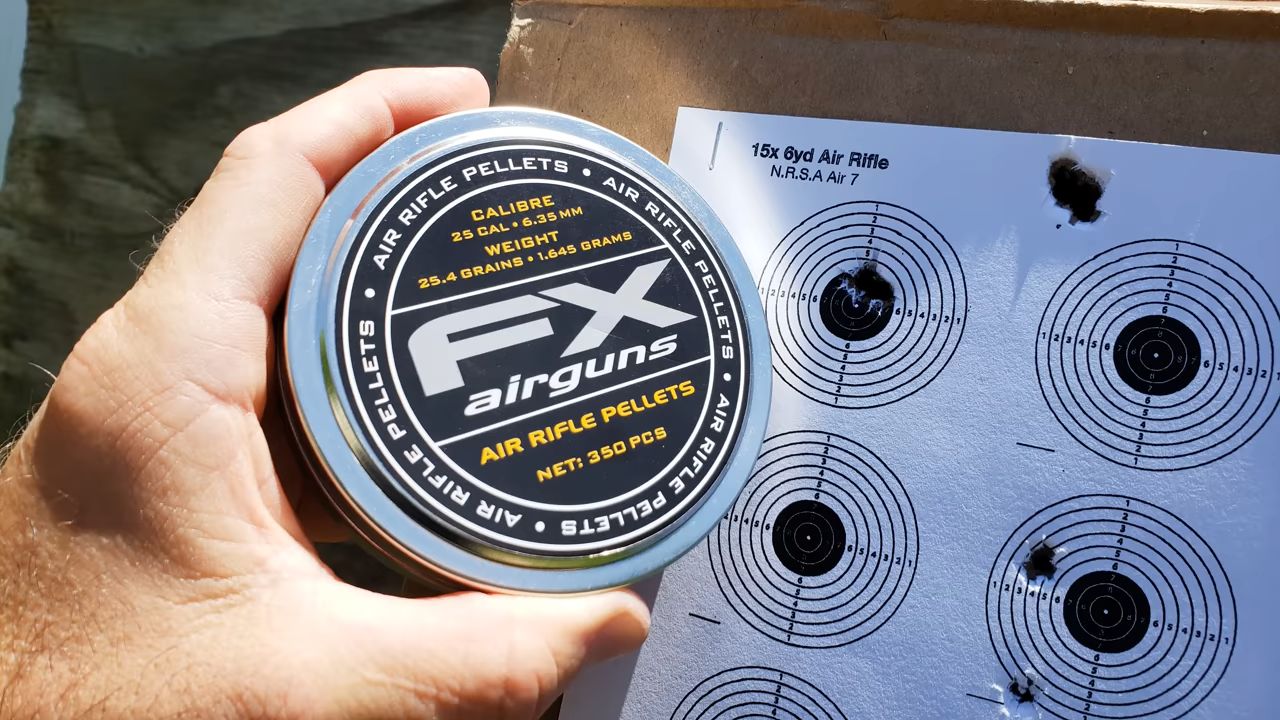 AIR RIFLE PELLETS • AIR RIFLE PELLETS • AIR RIFLE PELLETS • AIR RIFLE PELLETS •
CALIBRE
25 CAL • 6.35 MM
WEIGHT
25.4 GRAINS • 1.645 GRAMS
FX
airguns
AIR RIFLE PELLETS
NET: 350 PCS
15x 6yd Air Rifle
N.R.S.A Air 7